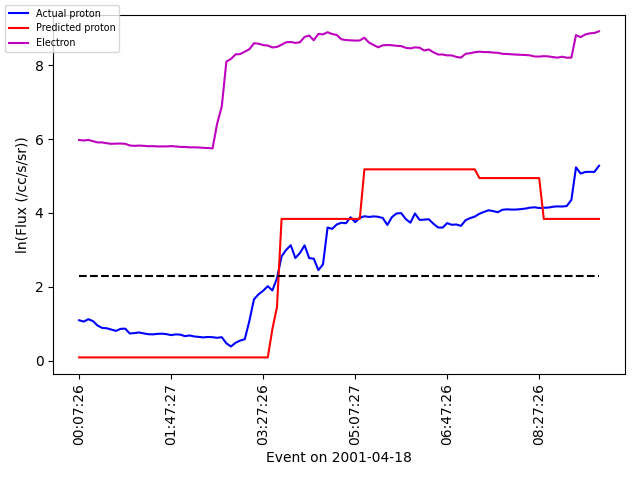 Actual proton
Predicted proton
Electron
ln(Flux (/cc/s/sr))
8
6
4
2
0
00:07:26
01:47:27
03:27:26
05:07:27
06:47:26
08:27:26
Event on 2001-04-18